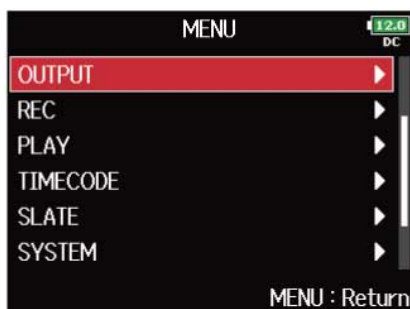 MENU
12.0
DC
OUTPUT
REC
PLAY
TIMECODE
SLATE
SYSTEM
MENU : Return